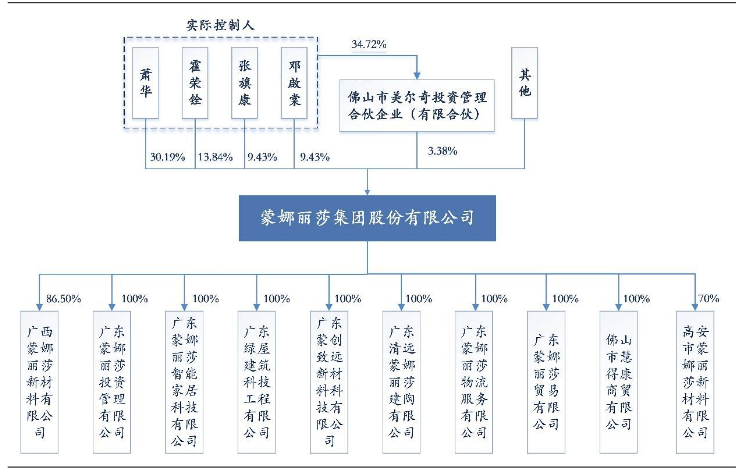 实际控制人
萧华
霍荣铨
张旗康
邓啟棠
34.72%
佛山市美尔奇投资管理
合伙企业（有限合伙）
其他
30.19%
13.84%
9.43%
9.43%
3.38%
蒙娜丽莎集团股份有限公司
86.50%
100%
100%
100%
100%
100%
100%
100%
100%
70%
广西蒙娜丽莎新材料有限公司
广东蒙娜丽莎投资管理有限公司
广东蒙娜丽莎智能家居科技有限公司
广东绿屋建筑科技工程有限公司
广东蒙创致远新材料科技有限公司
广东清远蒙娜丽莎建陶有限公司
广东蒙娜丽莎物流服务有限公司
广东蒙娜丽莎贸易有限公司
佛山市慧得康商贸有限公司
高安市蒙娜丽莎新材料有限公司